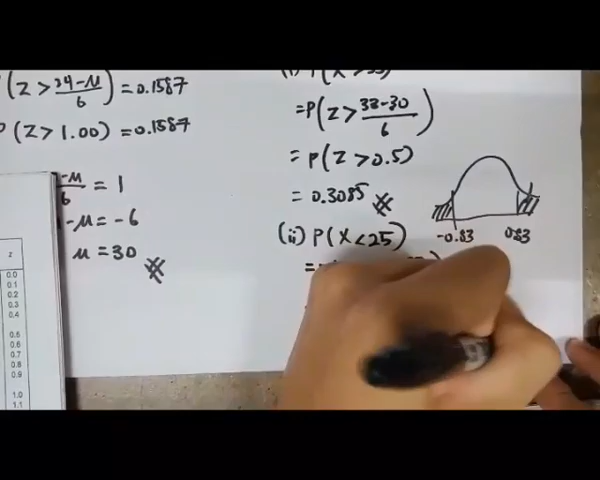 (Z > 24-μ/6) = 0.1587
P(Z > 1.00) = 0.1587
-μ/6 = 1
-μ = -6
μ = 30
z
0.0
0.1
0.2
0.3
0.4
0.5
0.6
0.7
0.8
0.9
1.0
1.1
= P(Z > 33-30/6)
= P(Z > 0.5)
= 0.3085
(ii) P(X < 25)
=
-0.83 0.83